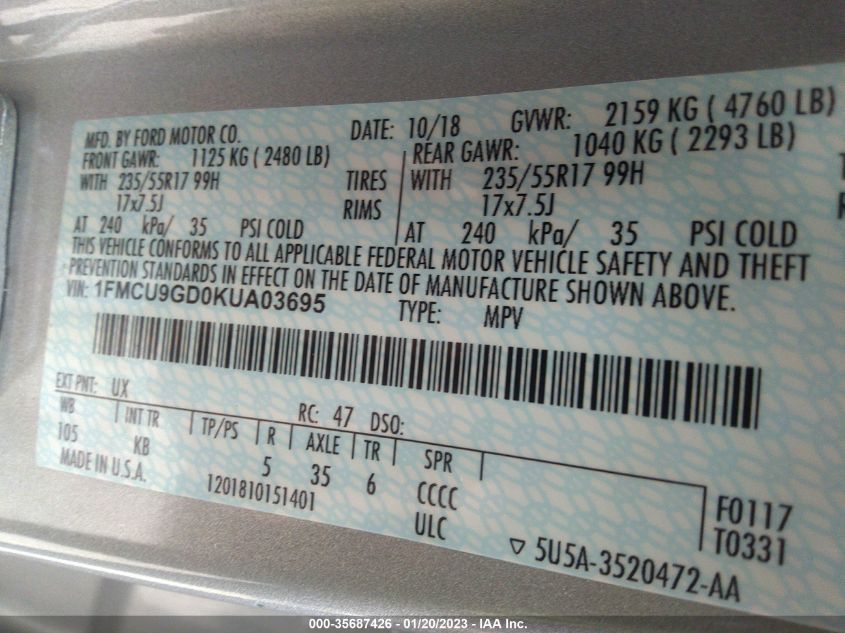 MFD. BY FORD MOTOR CO. DATE: 10/18 GVWR: 2159 KG ( 4760 LB)
FRONT GAWR: 1125 KG ( 2480 LB) REAR GAWR: 1040 KG ( 2293 LB)
WITH 235/55R17 99H TIRES WITH 235/55R17 99H
17x7.5J RIMS 17x7.5J
AT 240 kPa/ 35 PSI COLD AT 240 kPa/ 35 PSI COLD
THIS VEHICLE CONFORMS TO ALL APPLICABLE FEDERAL MOTOR VEHICLE SAFETY AND THEFT
PREVENTION STANDARDS IN EFFECT ON THE DATE OF MANUFACTURE SHOWN ABOVE.
VIN: 1FMCU9GD0KUA03695 TYPE: MPV
EXT PNT: UX RC: 47 DSO:
WB INT TR TP/PS R AXLE TR SPR
105 KB 5 35 6 CCCC
MADE IN U.S.A. 1201810151401 ULC
F0117
T0331
▽ 5U5A-3520472-AA
000-35687426 - 01/20/2023 - IAA Inc.